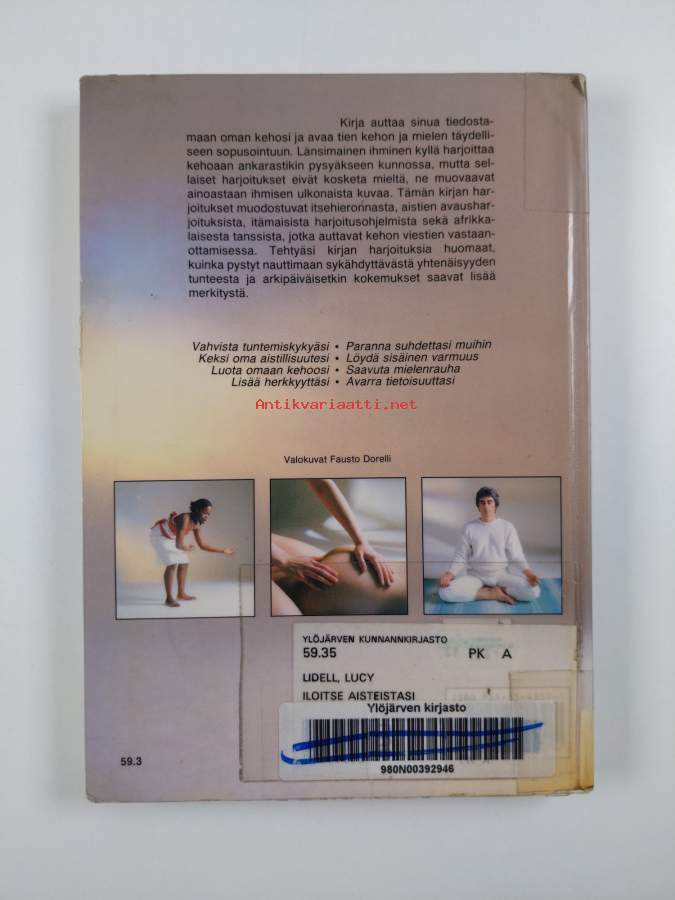 Kirja auttaa sinua tiedosta-
maan oman kehosi ja avaa tien kehon ja mielen täydelli-
seen sopusointuun. Länsimainen ihminen kyllä harjoittaa
kehoaan ankarastikin pysyäkseen kunnossa, mutta sel-
laiset harjoitukset eivät kosketa mieltä, ne muovaavat
ainoastaan ihmisen ulkonaista kuvaa. Tämän kirjan har-
joitukset muodostuvat itsehieronnasta, aistien avaushar-
joituksista, itämaisista harjoitusohjelmista sekä afrikka-
laisesta tanssista, jotka auttavat kehon viestien vastaan-
ottamisessa. Tehtyäsi kirjan harjoituksia huomaat,
kuinka pystyt nauttimaan sykähdyttävästä yhtenäisyyden
tunteesta ja arkipäiväisetkin kokemukset saavat lisää
merkitystä.
Vahvista tuntemiskykyäsi • Paranna suhdettasi muihin
Keksi oma aistillisuutesi • Löydä sisäinen varmuus
Luota omaan kehoosi • Saavuta mielenrauha
Lisää herkkyyttäsi • Avarra tietoisuuttasi
Antikvariaatti.net
Valokuvat Fausto Dorelli
YLÖJÄRVEN KUNNANNKIRJASTO
59.35 PK A
LIDELL, LUCY
ILOITSE AISTEISTASI
Ylöjärven kirjasto
980N00392946
59.3